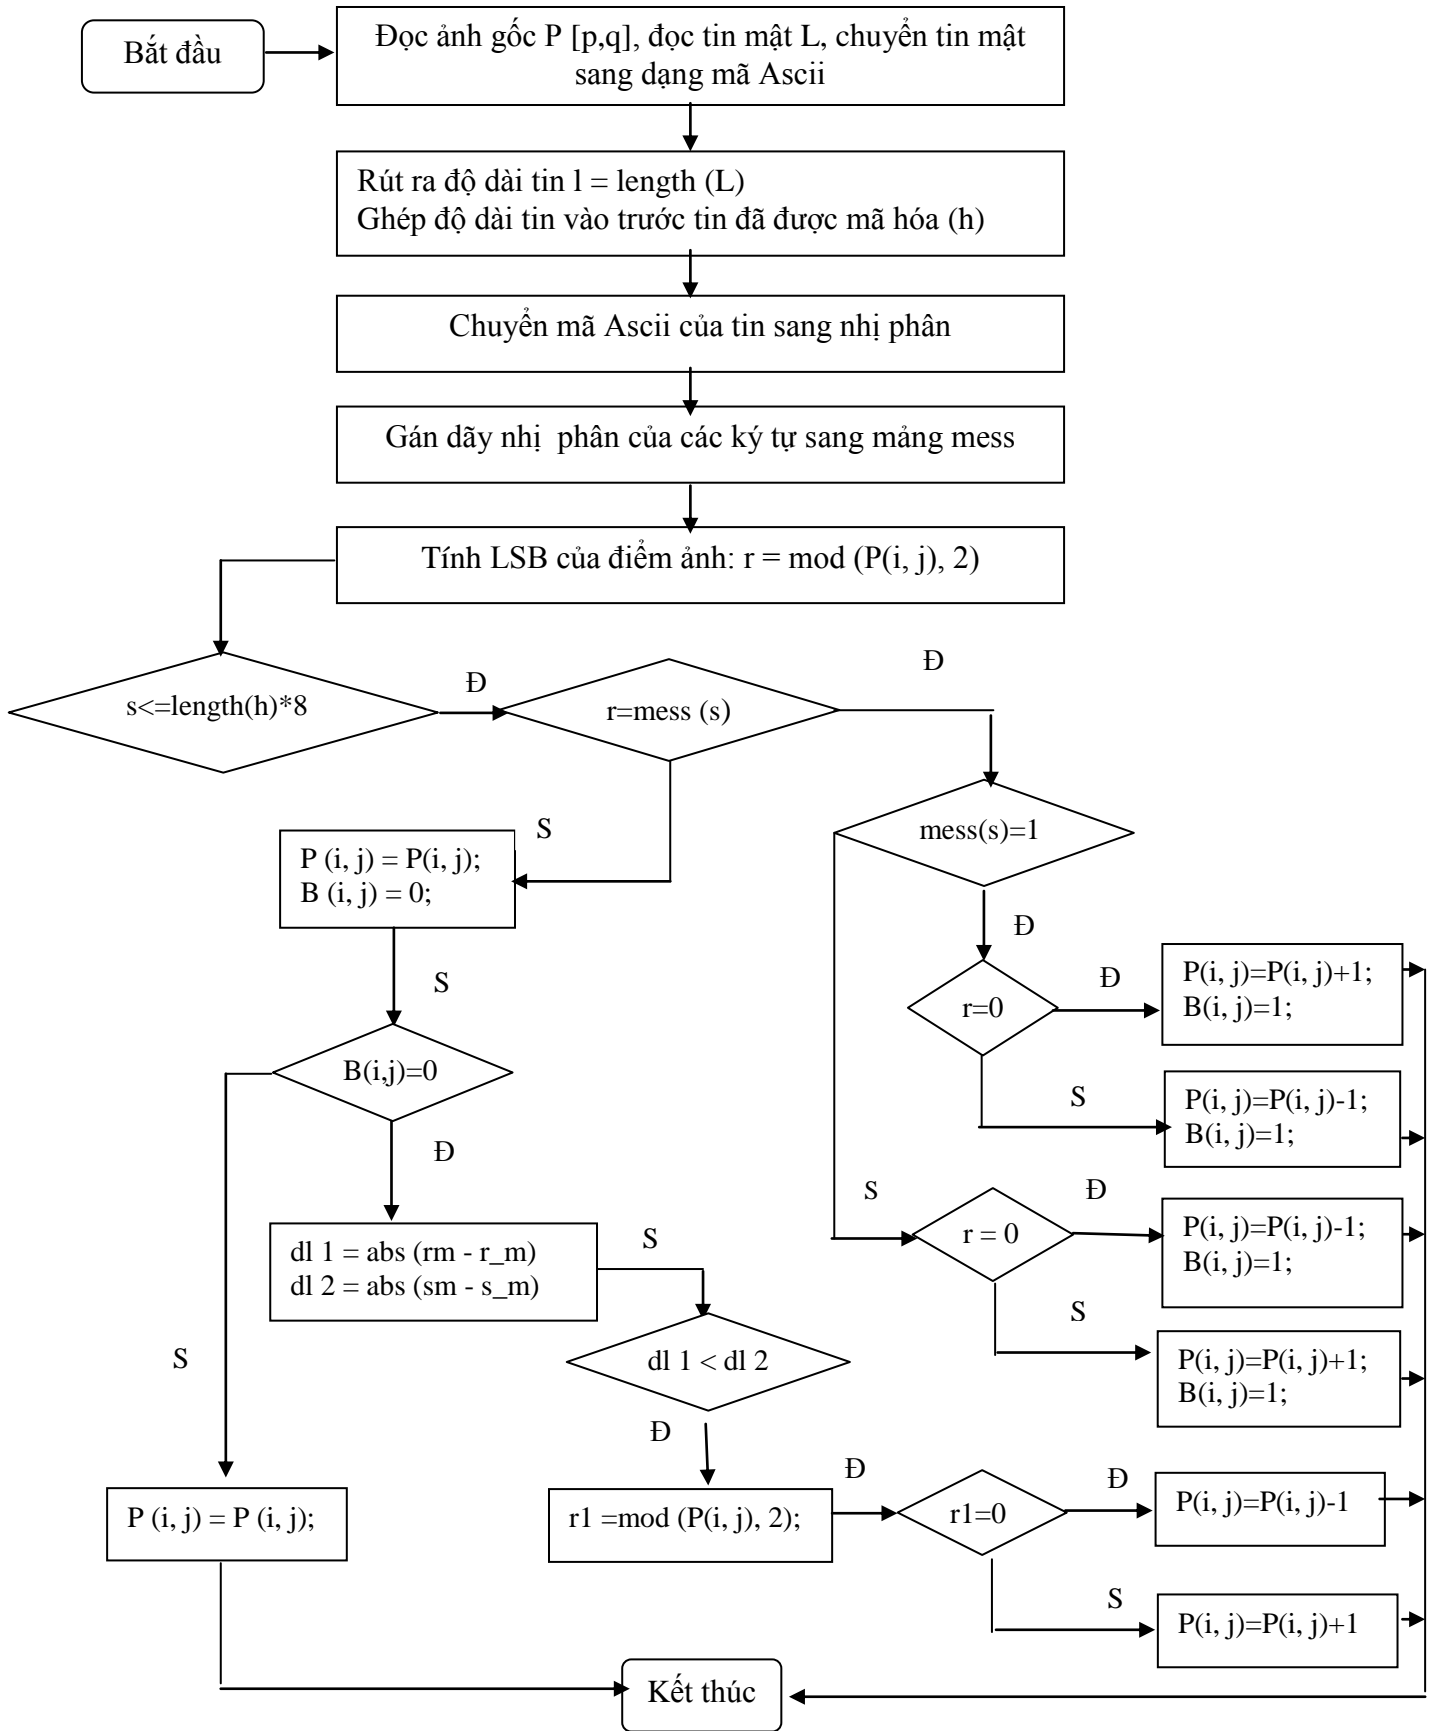 Bắt đầu
Đọc ảnh gốc P [p,q], đọc tin mật L, chuyển tin mật
sang dạng mã Ascii
Rút ra độ dài tin l = length (L)
Ghép độ dài tin vào trước tin đã được mã hóa (h)
Chuyển mã Ascii của tin sang nhị phân
Gán dãy nhị phân của các ký tự sang mảng mess
Tính LSB của điểm ảnh: r = mod (P(i, j), 2)
s<=length(h)*8
Đ
r=mess (s)
Đ
mess(s)=1
S
P (i, j) = P(i, j);
B (i, j) = 0;
Đ
S
r=0
Đ
P(i, j)=P(i, j)+1;
B(i, j)=1;
B(i,j)=0
S
P(i, j)=P(i, j)-1;
B(i, j)=1;
Đ
S
r = 0
Đ
P(i, j)=P(i, j)-1;
B(i, j)=1;
dl 1 = abs (rm - r_m)
dl 2 = abs (sm - s_m)
S
S
P(i, j)=P(i, j)+1;
B(i, j)=1;
S
dl 1 < dl 2
Đ
r1 =mod (P(i, j), 2);
Đ
r1=0
Đ
P(i, j)=P(i, j)-1
P (i, j) = P (i, j);
S
P(i, j)=P(i, j)+1
Kết thúc